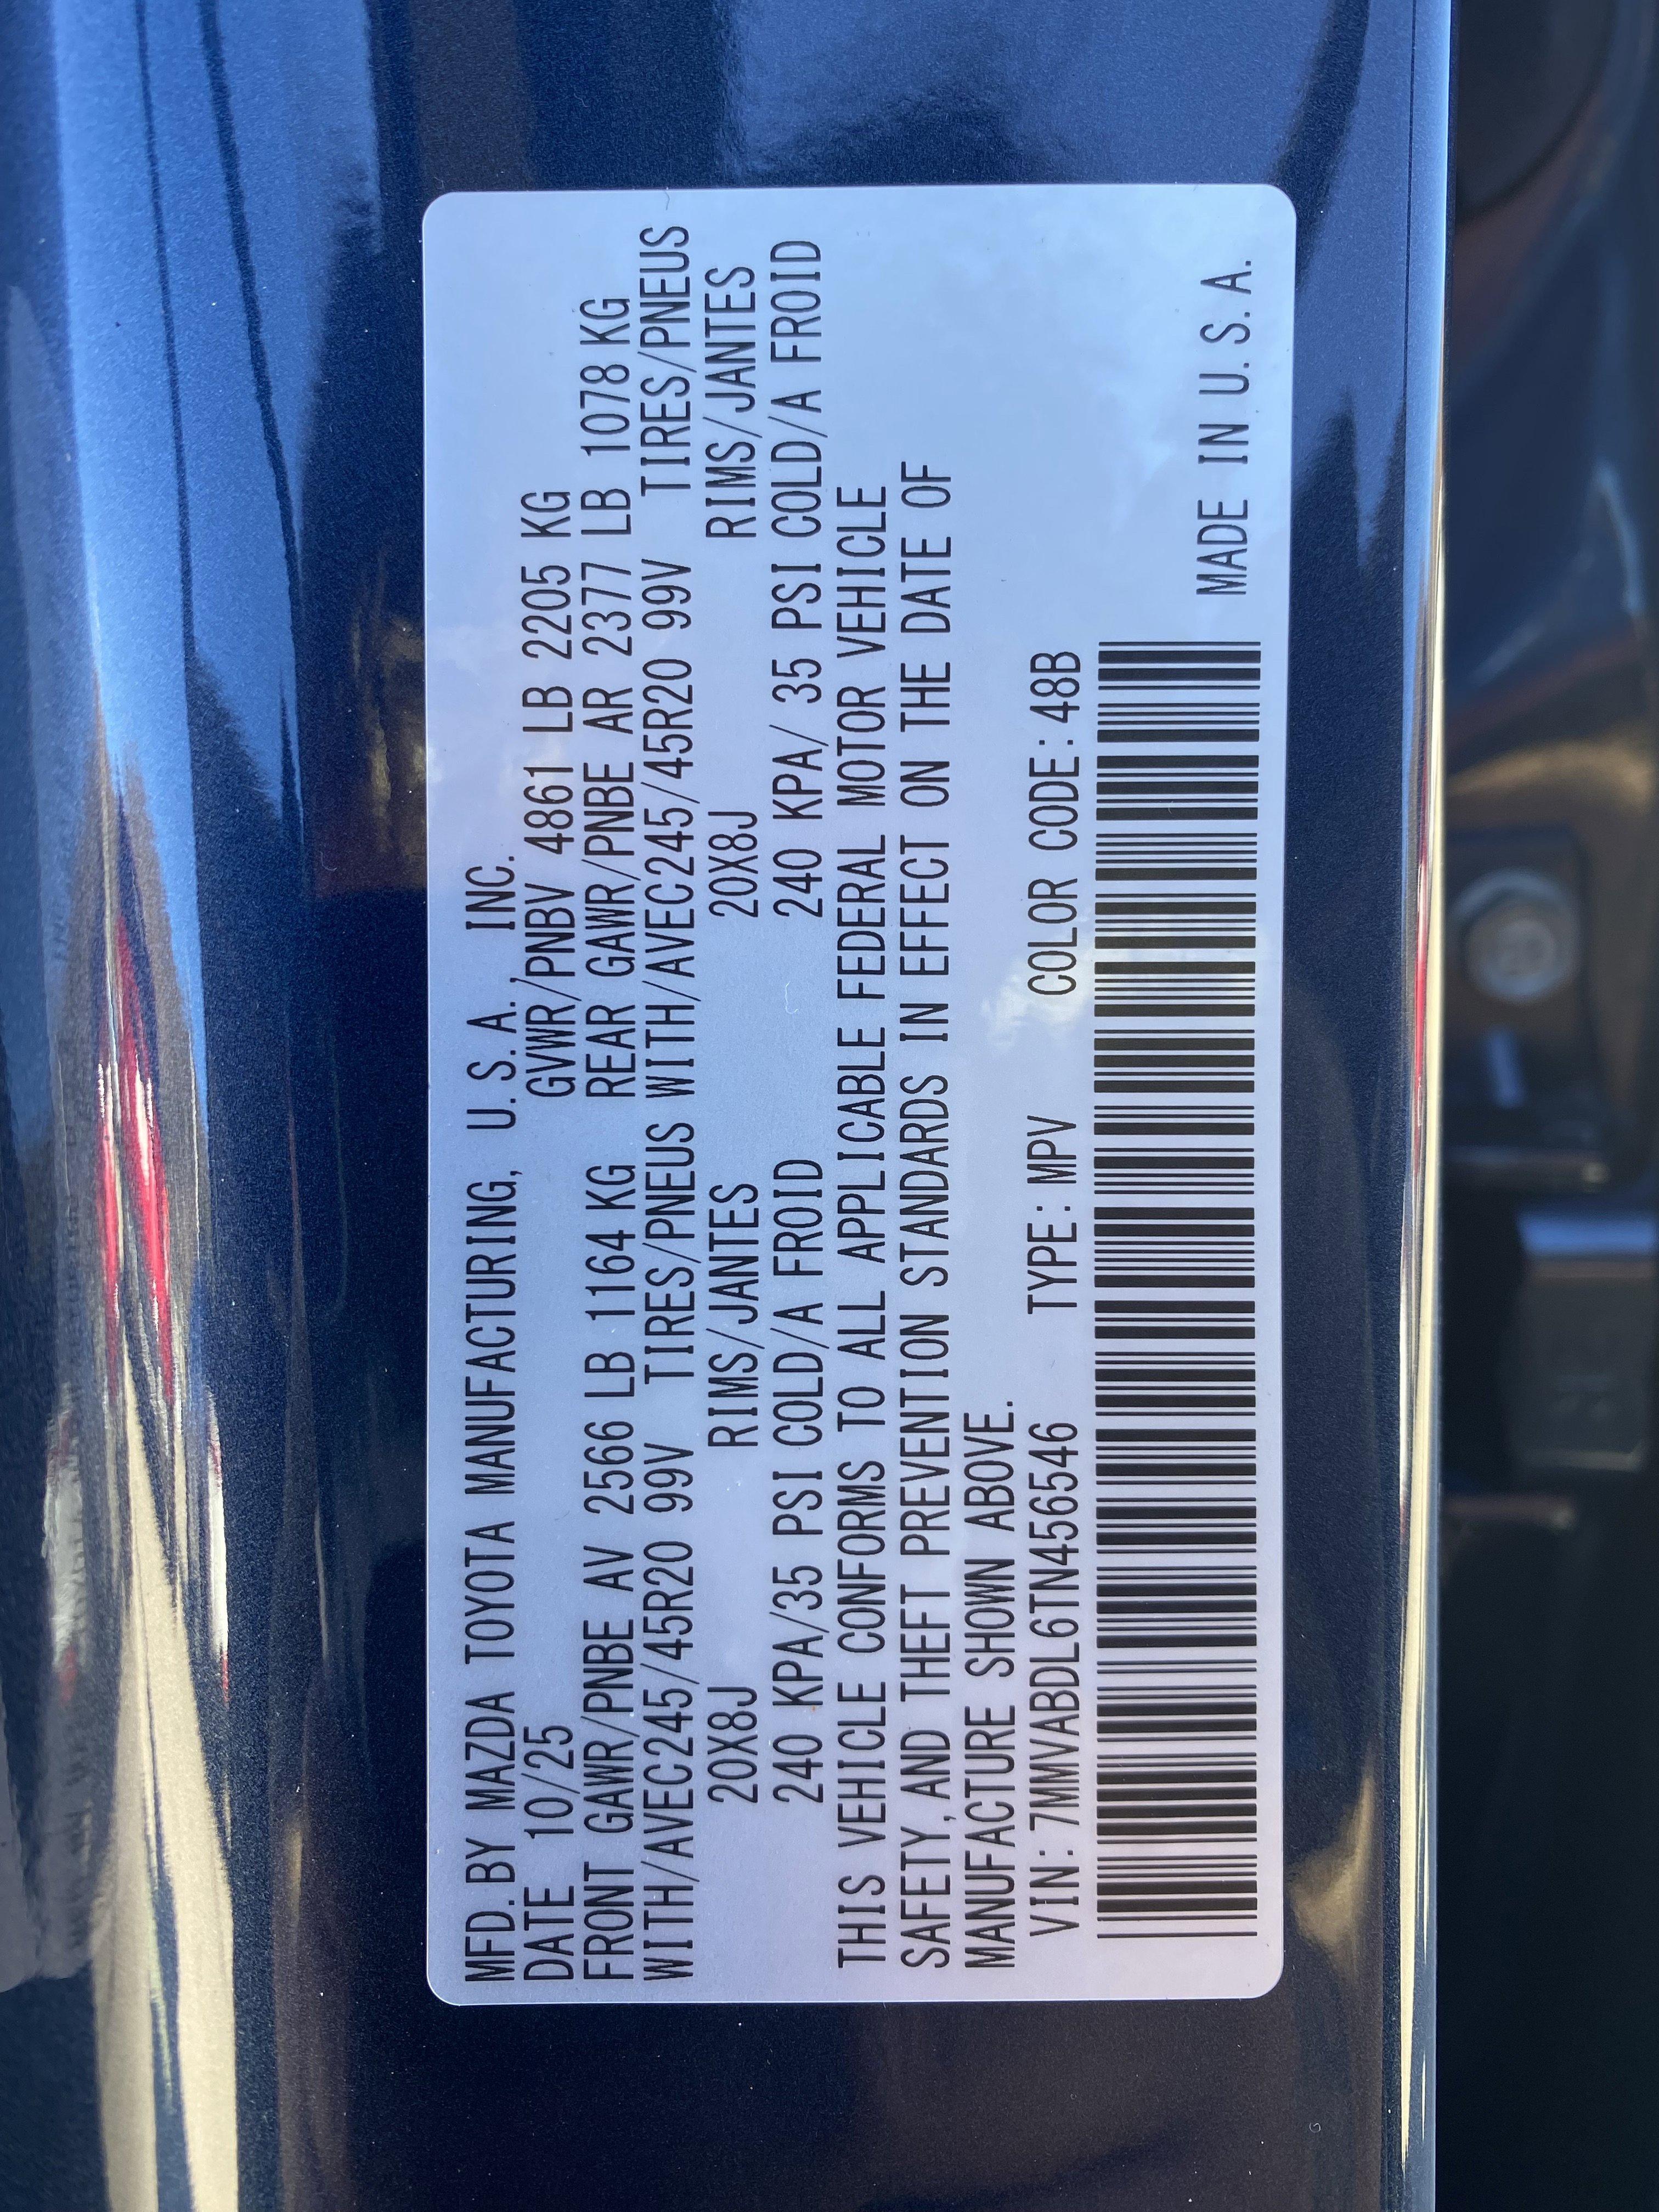 MFD. BY MAZDA TOYOTA MANUFACTURING, U.S.A., INC.
DATE 10/25 GVWR/PNBV 4861 LB 2205 KG
FRONT GAWR/PNBE AV 2566 LB 1164 KG REAR GAWR/PNBE AR 2377 LB 1078 KG
WITH/AVEC245/45R20 99V TIRES/PNEUS WITH/AVEC245/45R20 99V TIRES/PNEUS
20X8J RIMS/JANTES 20X8J RIMS/JANTES
240 KPA/35 PSI COLD/A FROID 240 KPA/ 35 PSI COLD/A FROID
THIS VEHICLE CONFORMS TO ALL APPLICABLE FEDERAL MOTOR VEHICLE
SAFETY, AND THEFT PREVENTION STANDARDS IN EFFECT ON THE DATE OF
MANUFACTURE SHOWN ABOVE.
VIN: 7MMVABDL6TN456546 TYPE: MPV COLOR CODE: 48B
MADE IN U.S.A.